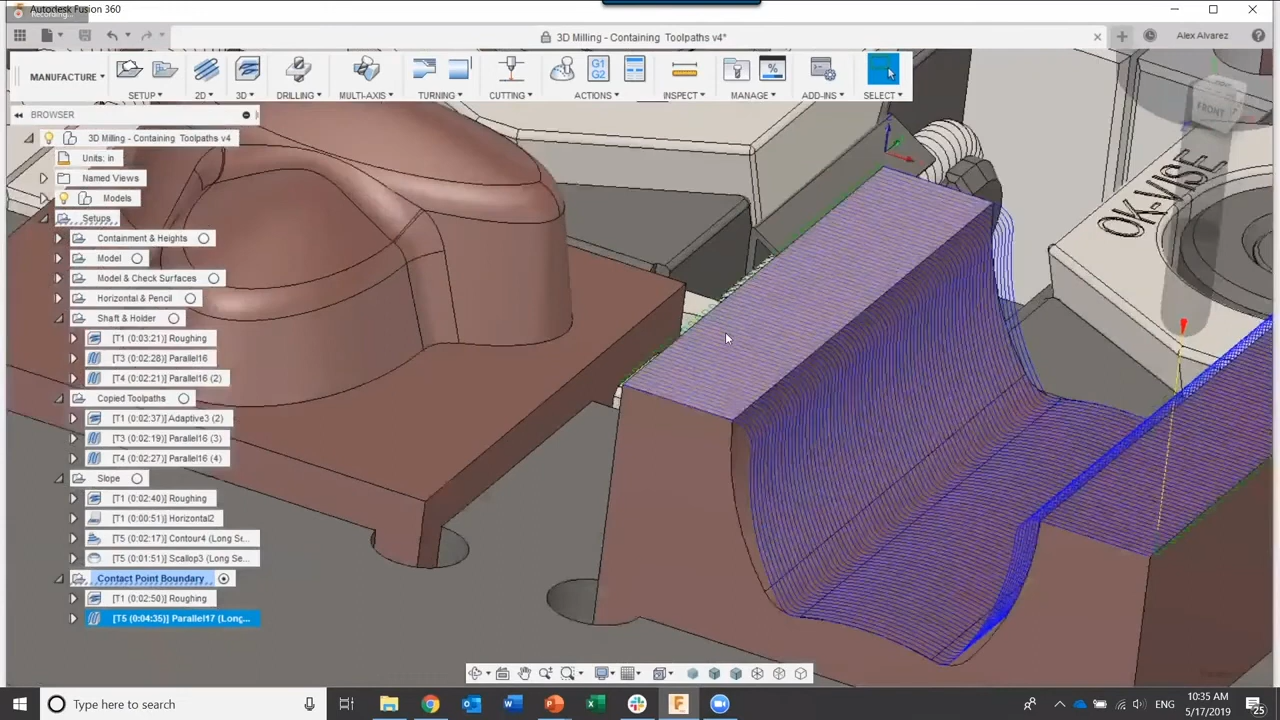 Autodesk Fusion 360
Recording...
3D Milling - Containing Toolpaths v4*
Alex Alvarez
MANUFACTURE
G1
G2
%
SETUP
2D
3D
DRILLING
MULTI-AXIS
TURNING
CUTTING
ACTIONS
INSPECT
MANAGE
ADD-INS
SELECT
BROWSER
FRONT
3D Milling - Containing Toolpaths v4
Units: in
Named Views
Models
Setups
Containment & Heights
Model
Model & Check Surfaces
Horizontal & Pencil
Shaft & Holder
[T1 (0:03:21)] Roughing
[T3 (0:02:28)] Parallel16
[T4 (0:02:21)] Parallel16 (2)
Copied Toolpaths
[T1 (0:02:37)] Adaptive3 (2)
[T3 (0:02:19)] Parallel16 (3)
[T4 (0:02:27)] Parallel16 (4)
Slope
[T1 (0:02:40)] Roughing
[T1 (0:00:51)] Horizontal2
[T5 (0:02:17)] Contour4 (Long Se...
[T5 (0:01:51)] Scallop3 (Long Se...
Contact Point Boundary
[T1 (0:02:50)] Roughing
[T5 (0:04:35)] Parallel17 (Long...
OK-VISE
Type here to search
ENG
10:35 AM
5/17/2019
25